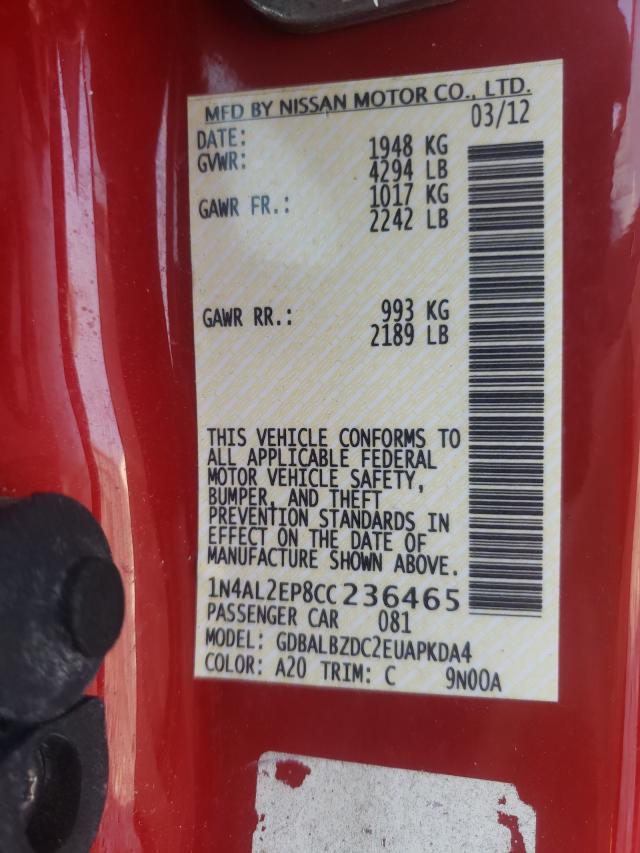 MFD BY NISSAN MOTOR CO., LTD.
DATE: 03/12
GVWR: 1948 KG
4294 LB
GAWR FR.: 1017 KG
2242 LB
GAWR RR.: 993 KG
2189 LB
THIS VEHICLE CONFORMS TO
ALL APPLICABLE FEDERAL
MOTOR VEHICLE SAFETY,
BUMPER, AND THEFT
PREVENTION STANDARDS IN
EFFECT ON THE DATE OF
MANUFACTURE SHOWN ABOVE.
1N4AL2EP8CC236465
PASSENGER CAR 081
MODEL: GDBALBZDC2EUAPKDA4
COLOR: A20 TRIM: C 9N00A